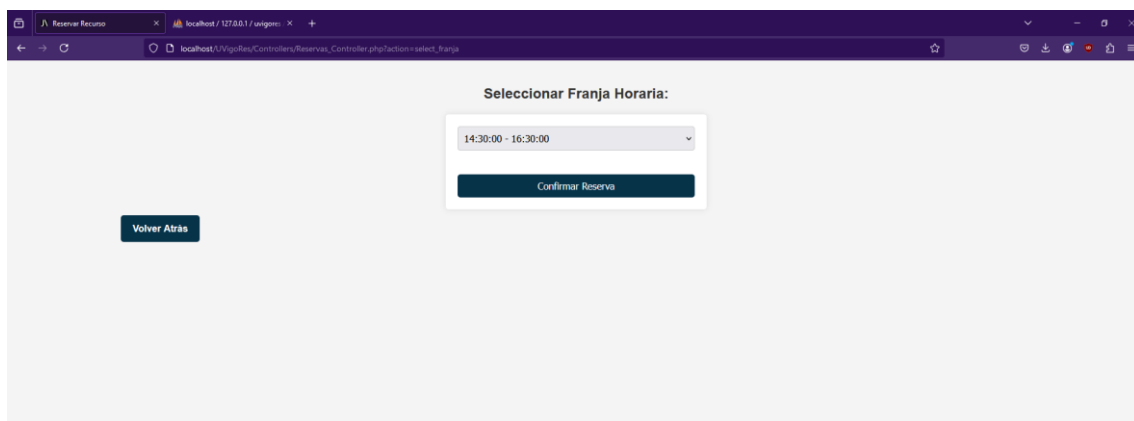 Reservar Recurso
localhost / 127.0.0.1 / uvigores
localhost/UVigoRes/Controllers/Reservas_Controller.php?action=select_franja
Seleccionar Franja Horaria:
14:30:00 - 16:30:00
Confirmar Reserva
Volver Atrás